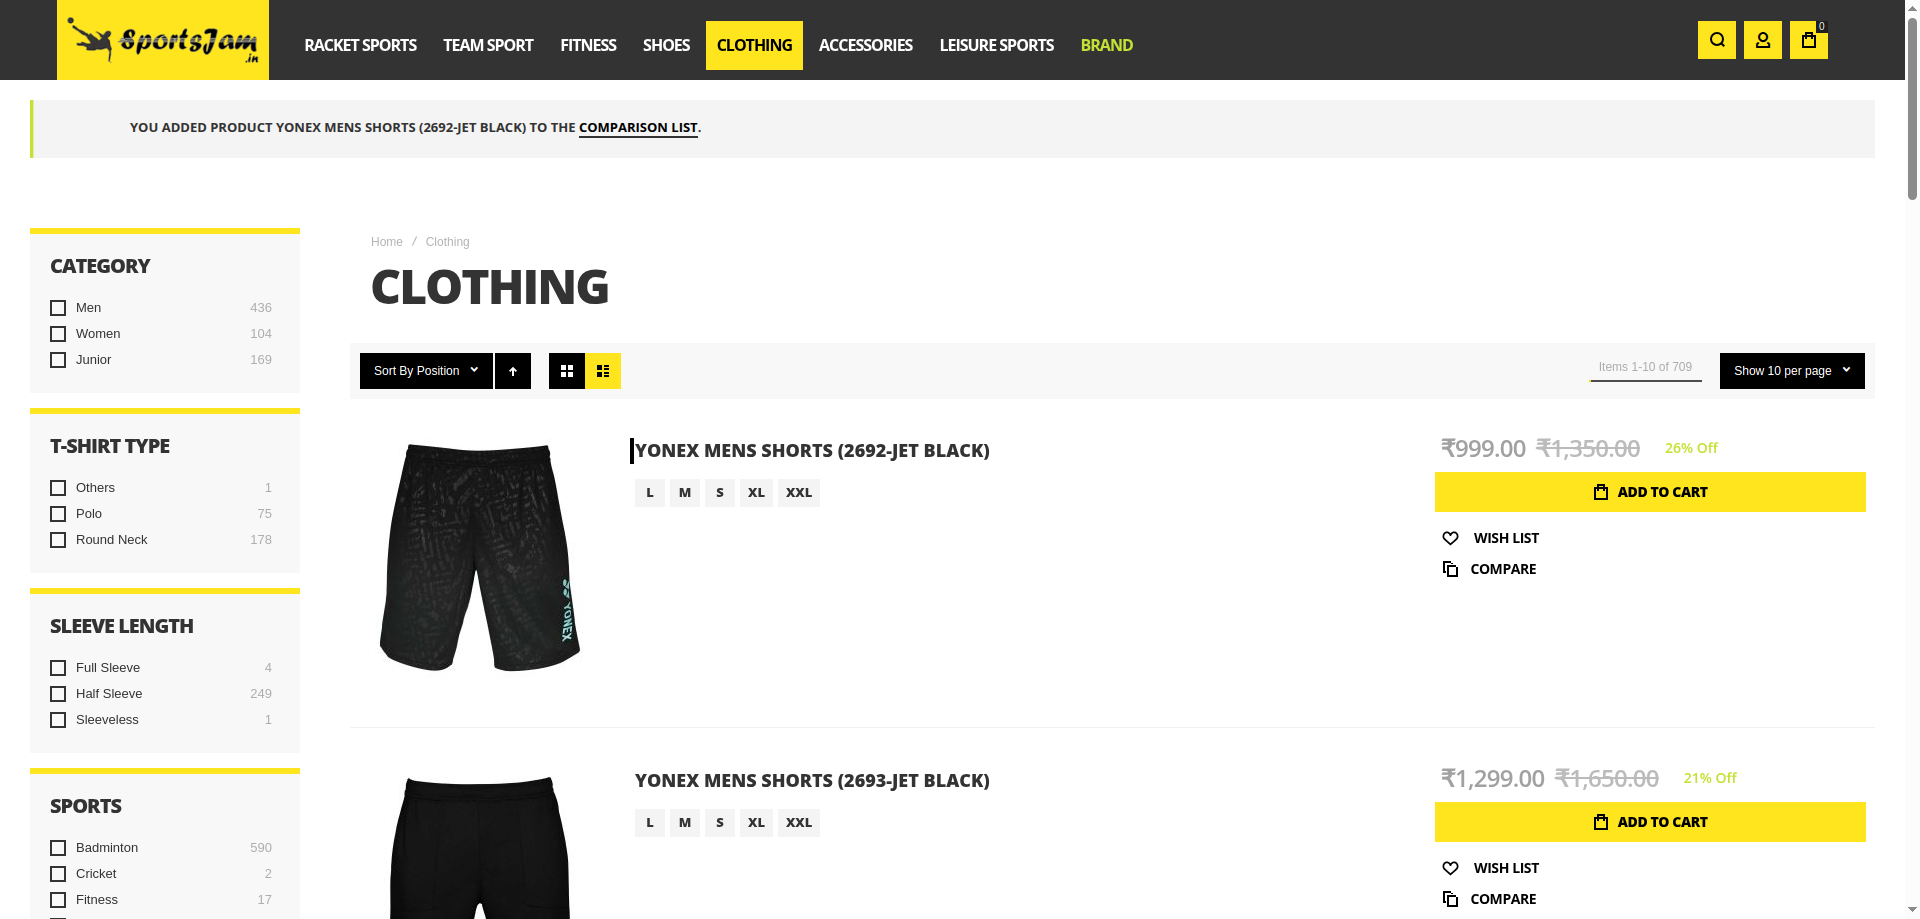 SportsJam
.in
RACKET SPORTS
TEAM SPORT
FITNESS
SHOES
CLOTHING
ACCESSORIES
LEISURE SPORTS
BRAND
0
YOU ADDED PRODUCT YONEX MENS SHORTS (2692-JET BLACK) TO THE COMPARISON LIST.
CATEGORY
Men 436
Women 104
Junior 169
T-SHIRT TYPE
Others 1
Polo 75
Round Neck 178
SLEEVE LENGTH
Full Sleeve 4
Half Sleeve 249
Sleeveless 1
SPORTS
Badminton 590
Cricket 2
Fitness 17
Home / Clothing
CLOTHING
Sort By Position
Items 1-10 of 709
Show 10 per page
YONEX
YONEX MENS SHORTS (2692-JET BLACK)
L M S XL XXL
₹999.00 ₹1,350.00 26% Off
ADD TO CART
WISH LIST
COMPARE
YONEX MENS SHORTS (2693-JET BLACK)
L M S XL XXL
₹1,299.00 ₹1,650.00 21% Off
ADD TO CART
WISH LIST
COMPARE